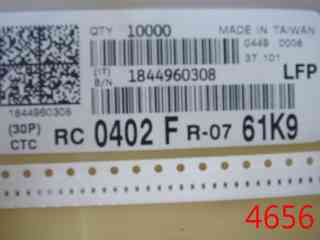 QTY 10000 MADE IN TAIWAN
0449 0006
37 101
(1T) B/N 1844960308 LFP
1844960308
(30P) CTC RC 0402 F R-07 61K9
4656